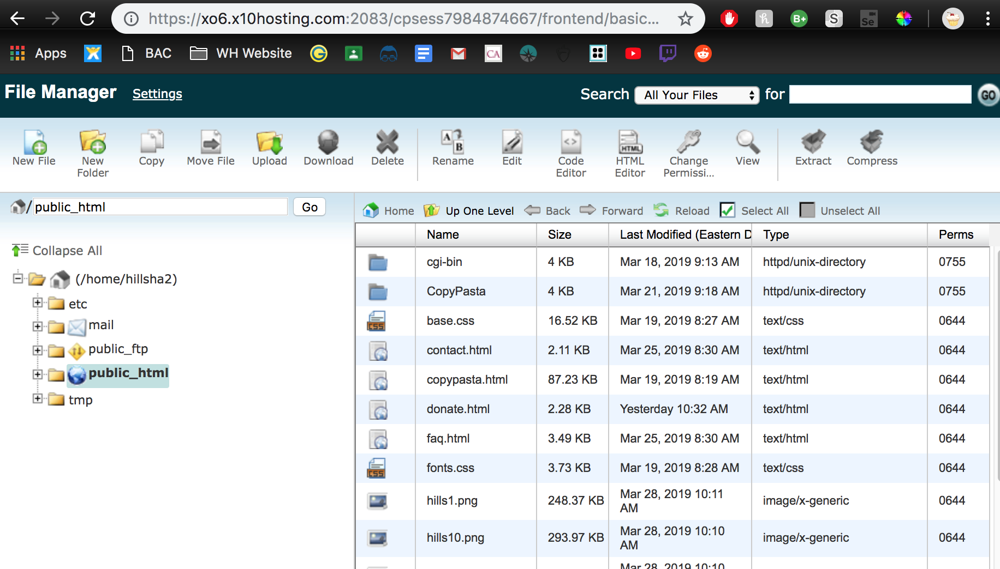 https://xo6.x10hosting.com:2083/cpsess7984874667/frontend/basic...
B+
S
Se
Apps
BAC
WH Website
CA
File Manager
Settings
Search
All Your Files
for
GO
New File
New
Folder
Copy
Move File
Upload
Download
Delete
A
B
Rename
Edit
Code
Editor
HTML
HTML
Editor
Change
Permissi...
View
Extract
Compress
/
public_html
Go
Home
Up One Level
Back
Forward
Reload
Select All
Unselect All
Collapse All
(/home/hillsha2)
etc
mail
public_ftp
public_html
tmp
Name Size Last Modified (Eastern D Type Perms
cgi-bin 4 KB Mar 18, 2019 9:13 AM httpd/unix-directory 0755
CopyPasta 4 KB Mar 21, 2019 9:18 AM httpd/unix-directory 0755
CSS base.css 16.52 KB Mar 19, 2019 8:27 AM text/css 0644
contact.html 2.11 KB Mar 25, 2019 8:30 AM text/html 0644
copypasta.html 87.23 KB Mar 19, 2019 8:19 AM text/html 0644
donate.html 2.28 KB Yesterday 10:32 AM text/html 0644
faq.html 3.49 KB Mar 25, 2019 8:30 AM text/html 0644
CSS fonts.css 3.73 KB Mar 19, 2019 8:28 AM text/css 0644
hills1.png 248.37 KB Mar 28, 2019 10:11
AM image/x-generic 0644
hills10.png 293.97 KB Mar 28, 2019 10:10
AM image/x-generic 0644
Mar 28, 2019 10:10